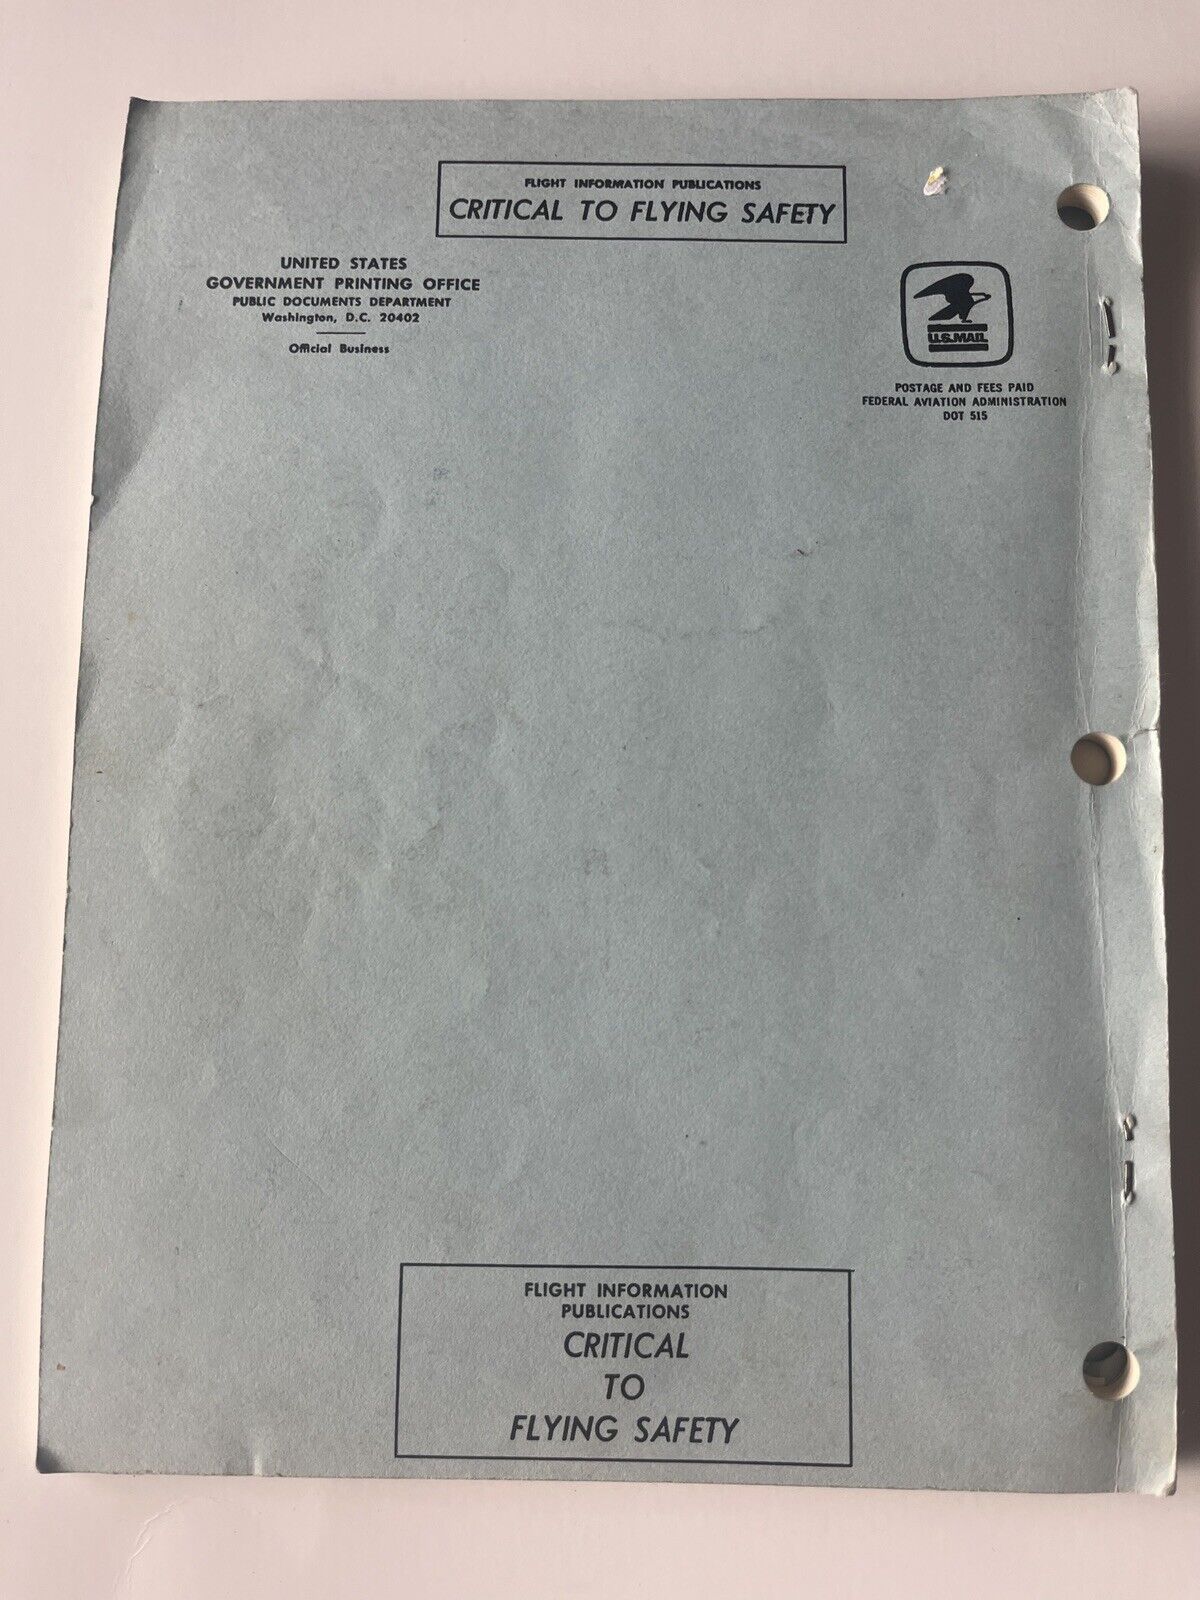 FLIGHT INFORMATION PUBLICATIONS
CRITICAL TO FLYING SAFETY
UNITED STATES
GOVERNMENT PRINTING OFFICE
PUBLIC DOCUMENTS DEPARTMENT
Washington, D.C. 20402
Official Business
U.S.MAIL
POSTAGE AND FEES PAID
FEDERAL AVIATION ADMINISTRATION
DOT 515
FLIGHT INFORMATION
PUBLICATIONS
CRITICAL
TO
FLYING SAFETY